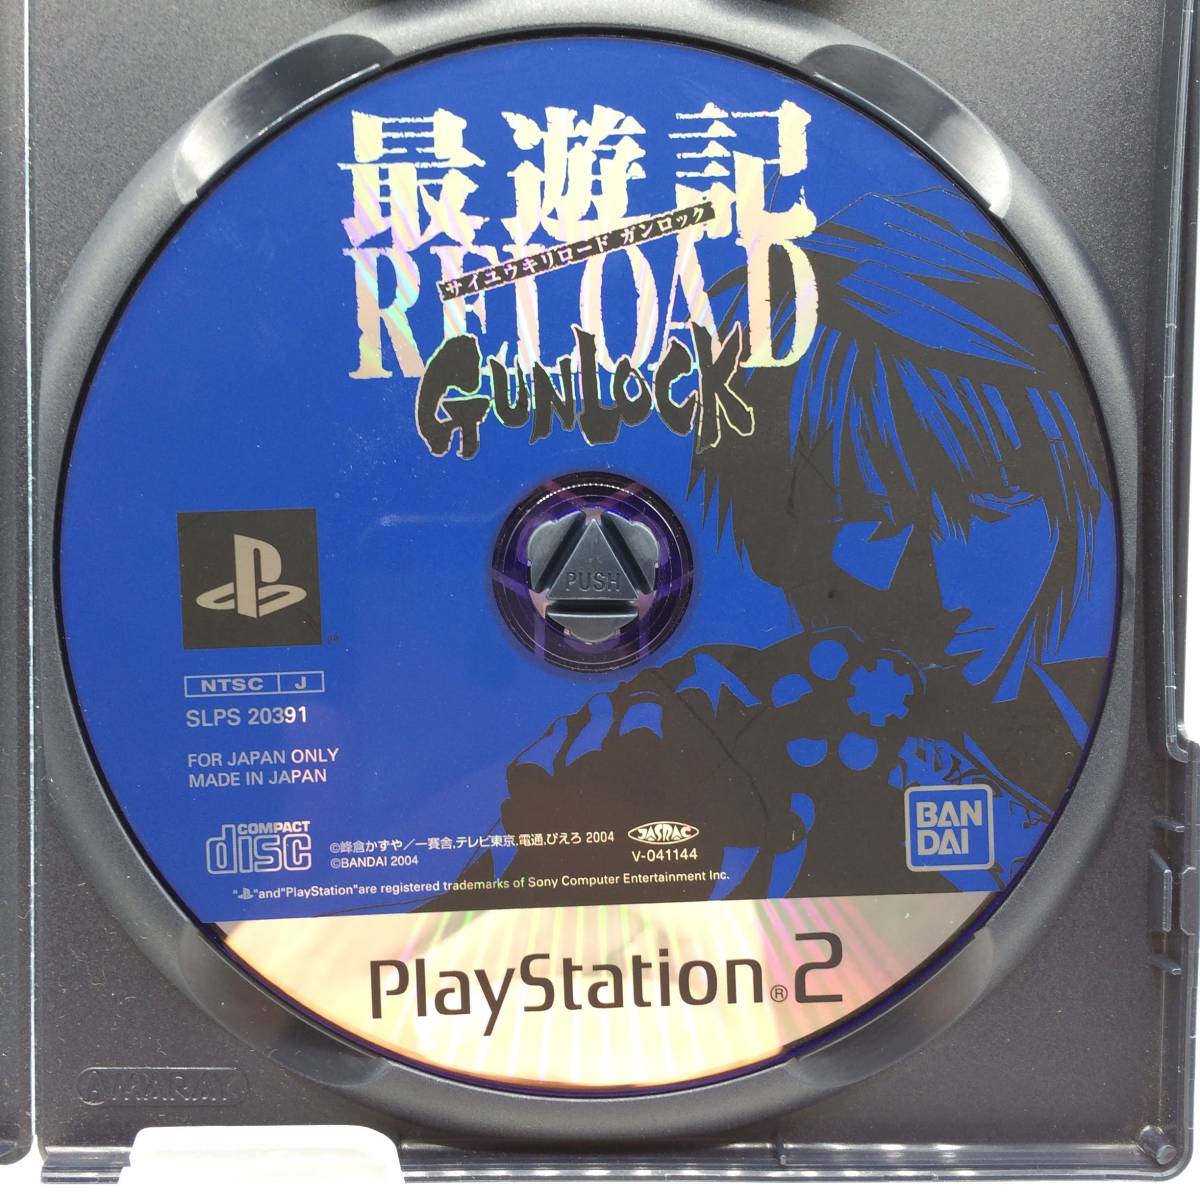 最遊記
サイユウキリロード ガンロック
RELOAD
GUNLOCK
PUSH
NTSC J
SLPS 20391
FOR JAPAN ONLY
MADE IN JAPAN
COMPACT
disc
©峰倉かずや/一賽舎,テレビ東京,電通,ぴえろ 2004
©BANDAI 2004
JASRAC
V-041144
BAN
DAI
" "and"PlayStation"are registered trademarks of Sony Computer Entertainment Inc.
PlayStation®2
AMARAY